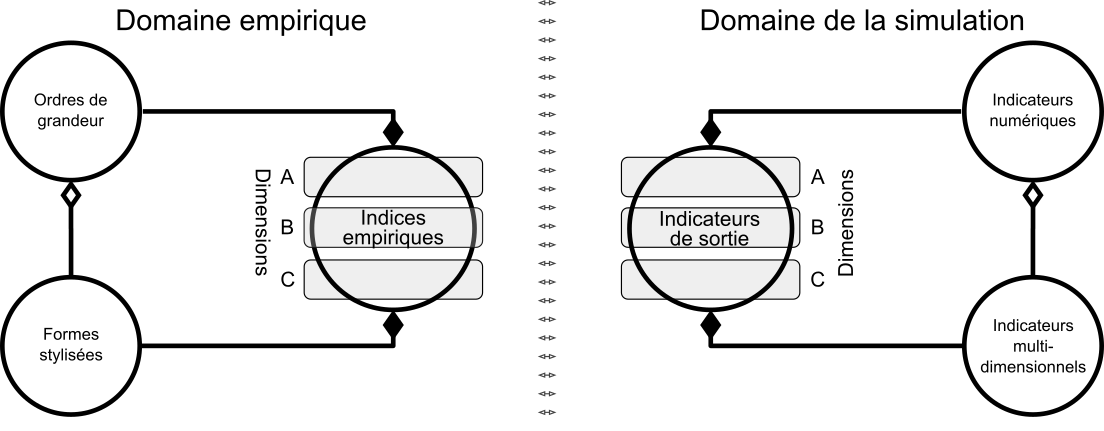 Domaine empirique
Ordres de
grandeur
Formes
stylisées
Dimensions
A
B
C
Indices
empiriques
Domaine de la simulation
Indicateurs
de sortie
A
B
C
Dimensions
Indicateurs
numériques
Indicateurs
multi-
dimensionnels